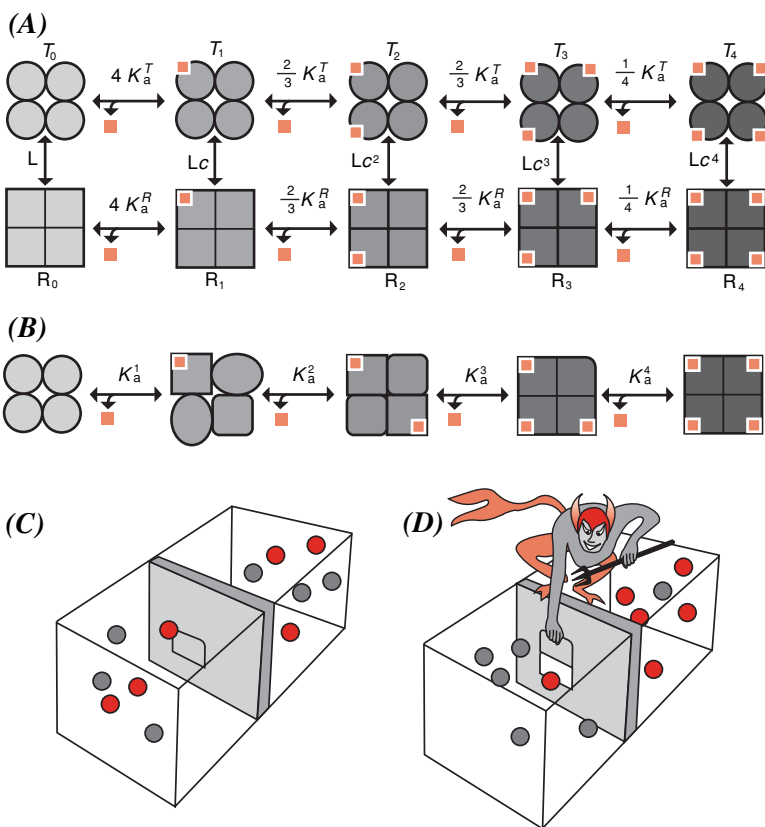 (A)
T₀ T₁ T₂ T₃ T₄
4 Kₐᵀ 2/3 Kₐᵀ 2/3 Kₐᵀ 1/4 Kₐᵀ
L Lc Lc² Lc³ Lc⁴
4 Kₐᴿ 2/3 Kₐᴿ 2/3 Kₐᴿ 1/4 Kₐᴿ
R₀ R₁ R₂ R₃ R₄
(B)
Kₐ¹ Kₐ² Kₐ³ Kₐ⁴
(C) (D)